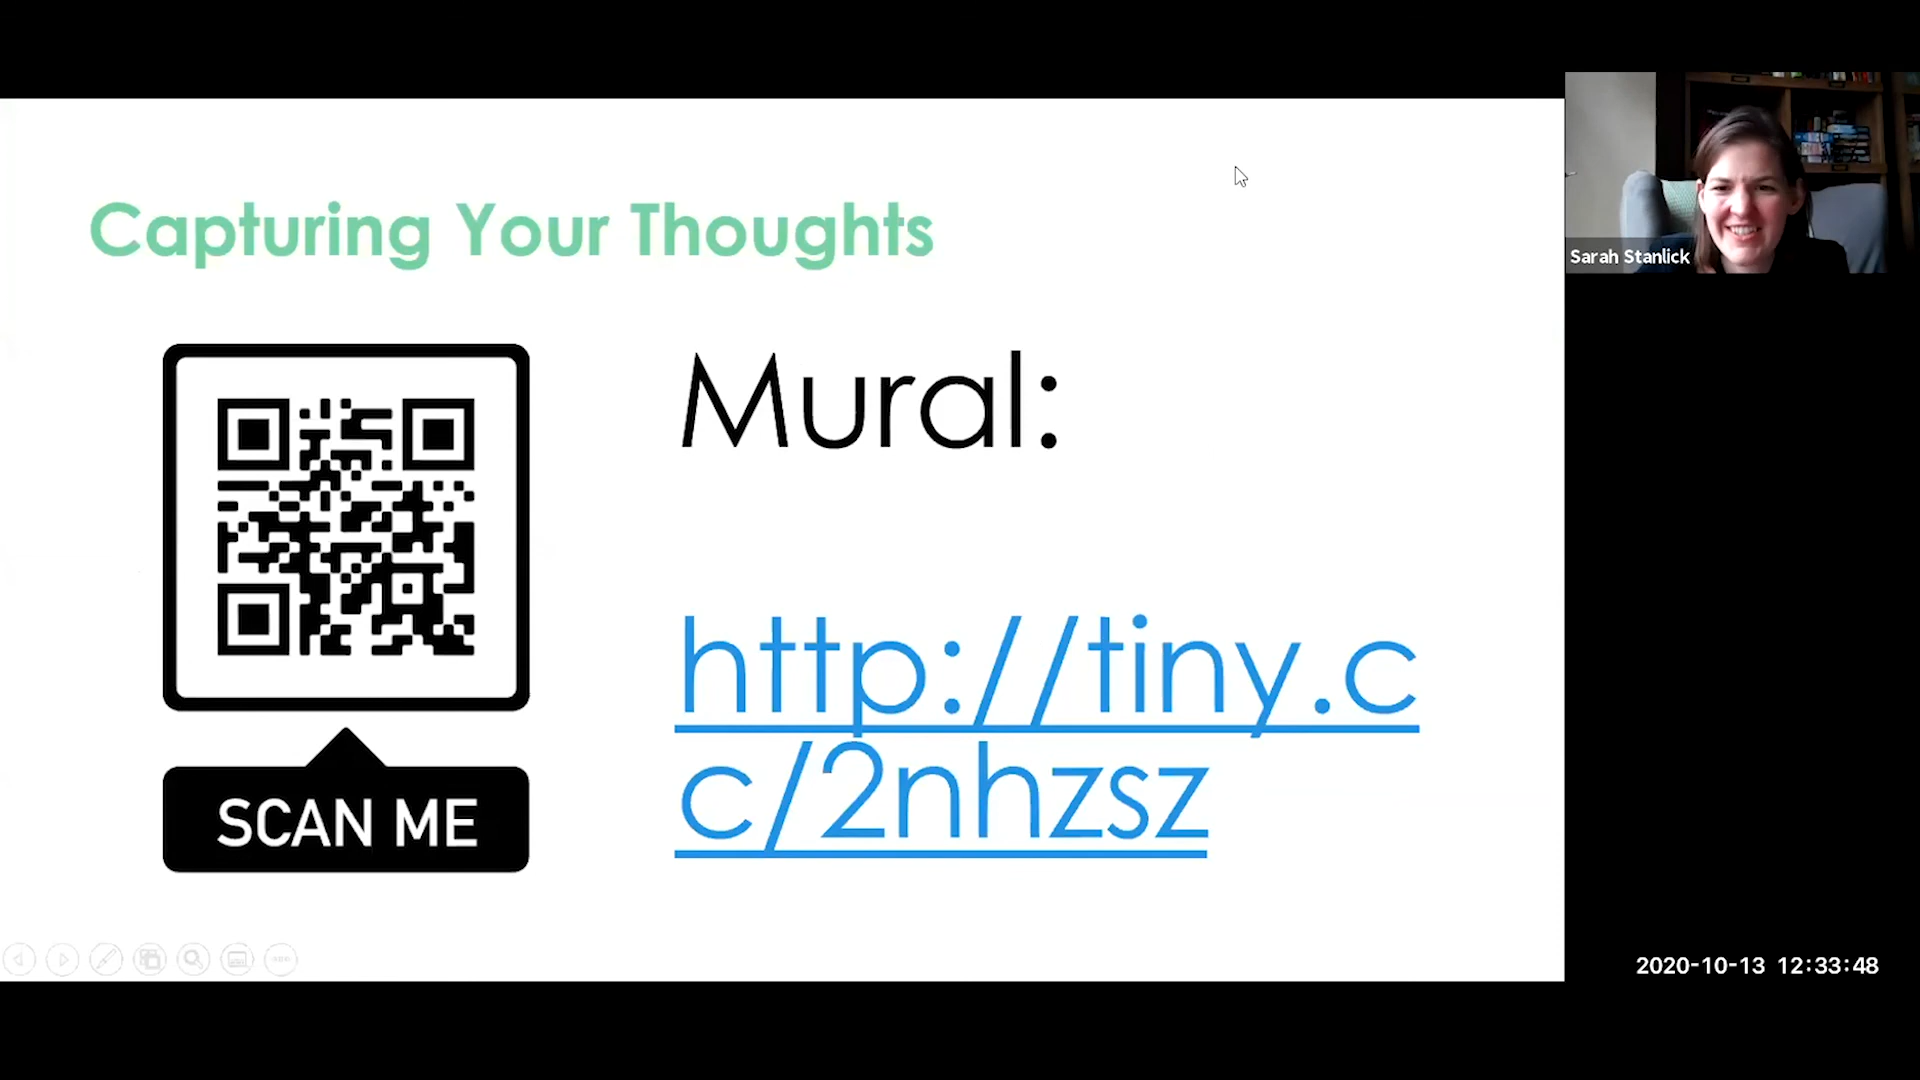 Capturing Your Thoughts
Mural:
http://tiny.c
c/2nhzsz
SCAN ME
Sarah Stanlick
2020-10-13 12:33:48